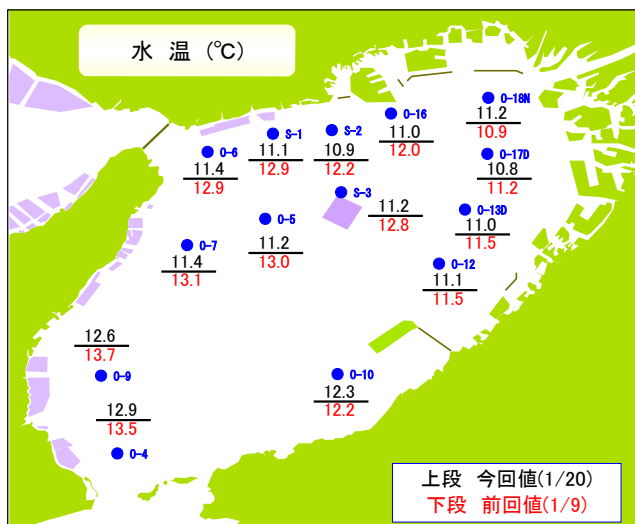 水 温 (℃)
O-18N
11.2
10.9
O-16
11.0
12.0
S-2
10.9
12.2
S-1
11.1
12.9
O-6
11.4
12.9
O-17D
10.8
11.2
S-3
11.2
12.8
O-13D
11.0
11.5
O-5
11.2
13.0
O-7
11.4
13.1
O-12
11.1
11.5
12.6
13.7
O-9
O-10
12.3
12.2
12.9
13.5
O-4
上段 今回値(1/20)
下段 前回値(1/9)